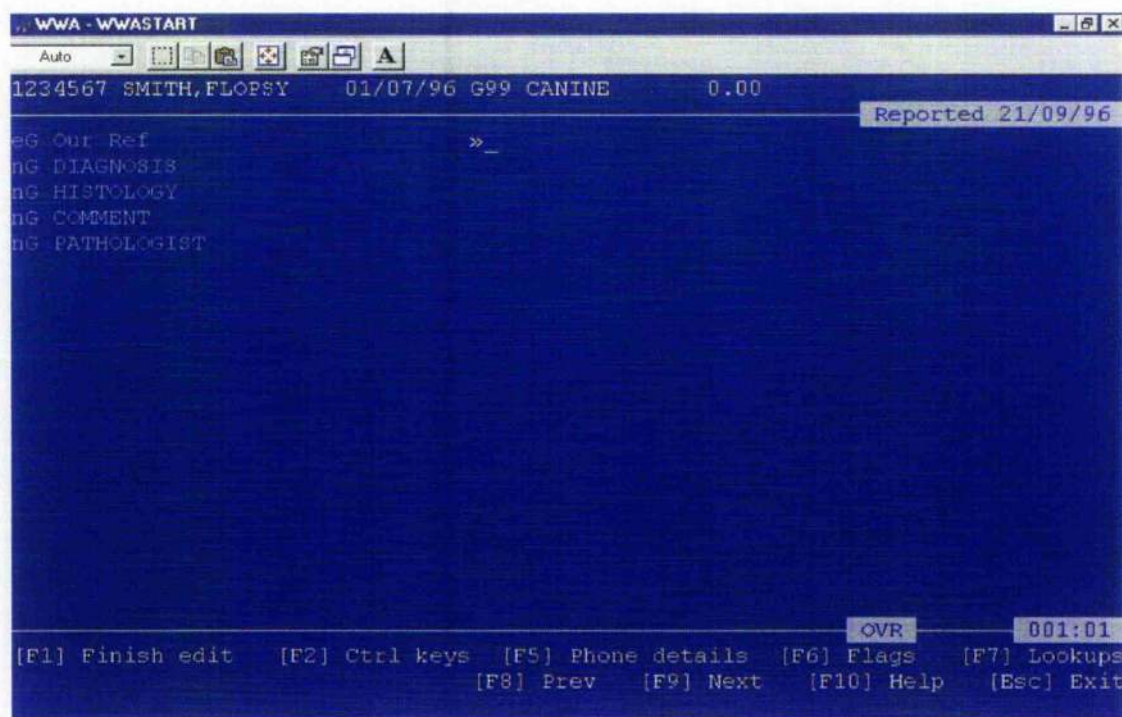 WWA - WWASTART
Auto A
1234567 SMITH,FLOPSY 01/07/96 G99 CANINE 0.00
Reported 21/09/96
eG Our Ref »_
nG DIAGNOSIS
nG HISTOLOGY
nG COMMENT
nG PATHOLOGIST
OVR 001:01
[F1] Finish edit [F2] Ctrl keys [F5] Phone details [F6] Flags [F7] Lookups
[F8] Prev [F9] Next [F10] Help [Esc] Exit